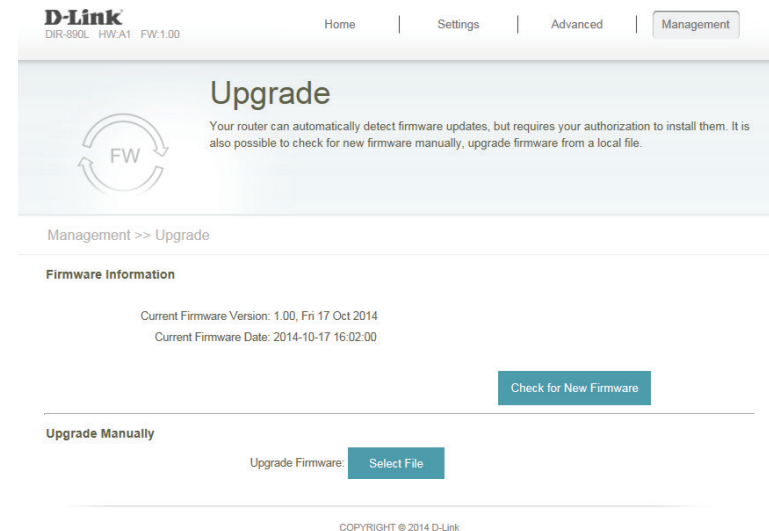 D-Link
DIR-890L HW:A1 FW:1.00
Home
Settings
Advanced
Management
Upgrade
Your router can automatically detect firmware updates, but requires your authorization to install them. It is
also possible to check for new firmware manually, upgrade firmware from a local file.
FW
Management >> Upgrade
Firmware Information
Current Firmware Version: 1.00, Fri 17 Oct 2014
Current Firmware Date: 2014-10-17 16:02:00
Check for New Firmware
Upgrade Manually
Upgrade Firmware: Select File
COPYRIGHT © 2014 D-Link